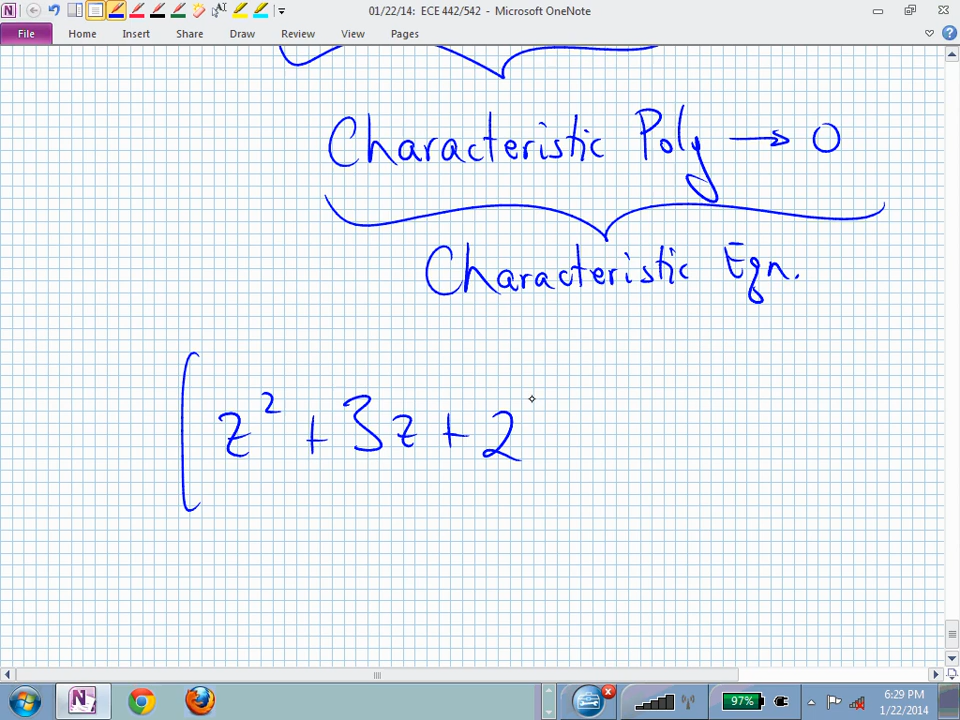 01/22/14: ECE 442/542 - Microsoft OneNote
File Home Insert Share Draw Review View Pages
Characteristic Poly → 0
Characteristic Eqn.
[ z² + 3z + 2
97%
6:29 PM
1/22/2014